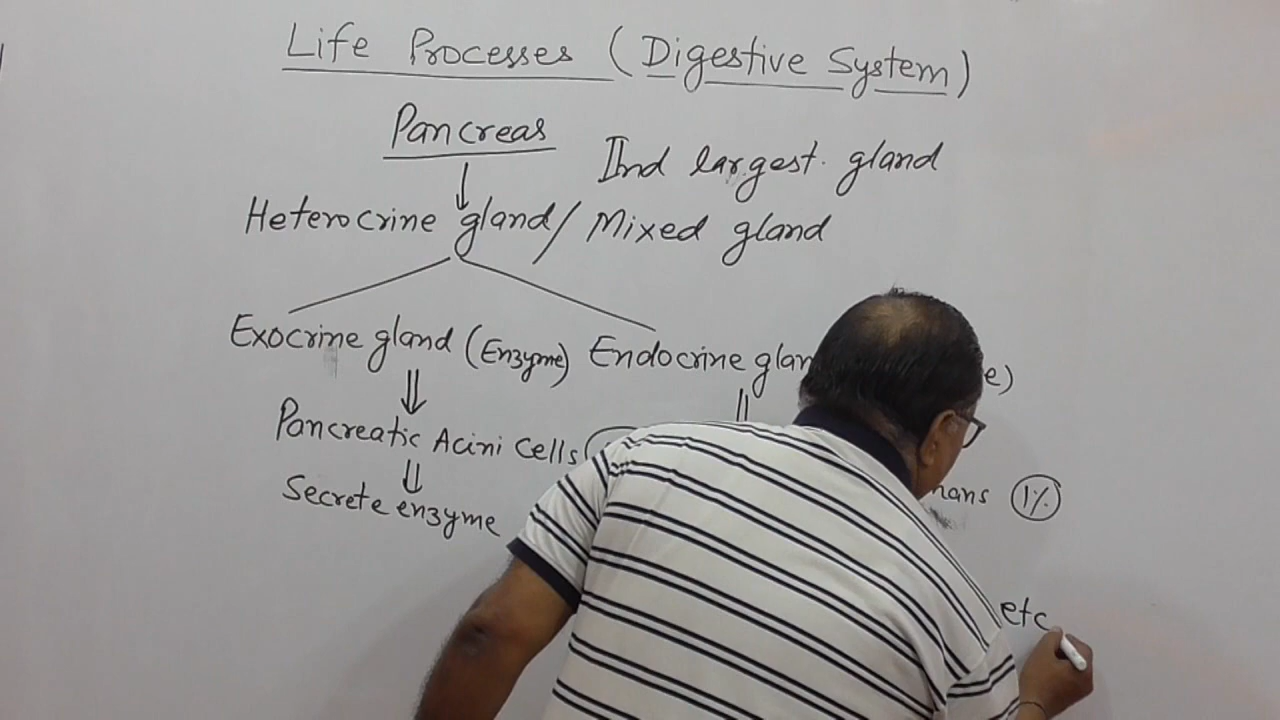 Life Processes (Digestive System)
Pancreas
IInd largest gland
Heterocrine gland/ Mixed gland
Exocrine gland (Enzyme) Endocrine
Pancreatic Acini Cells
1%
Secrete enzyme
etc